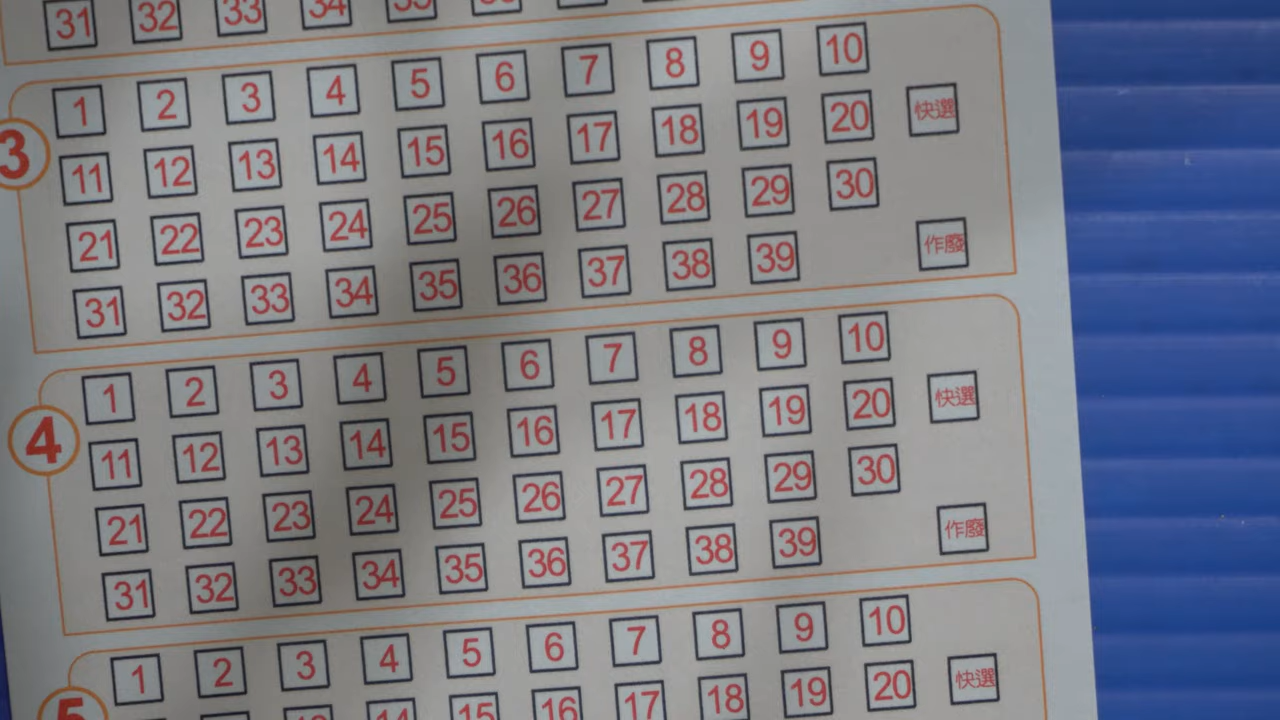 31 32 33 34 35
3
1 2 3 4 5 6 7 8 9 10
11 12 13 14 15 16 17 18 19 20 快選
21 22 23 24 25 26 27 28 29 30
31 32 33 34 35 36 37 38 39 作廢
4
1 2 3 4 5 6 7 8 9 10
11 12 13 14 15 16 17 18 19 20 快選
21 22 23 24 25 26 27 28 29 30
31 32 33 34 35 36 37 38 39 作廢
5
1 2 3 4 5 6 7 8 9 10
14 15 16 17 18 19 20 快選